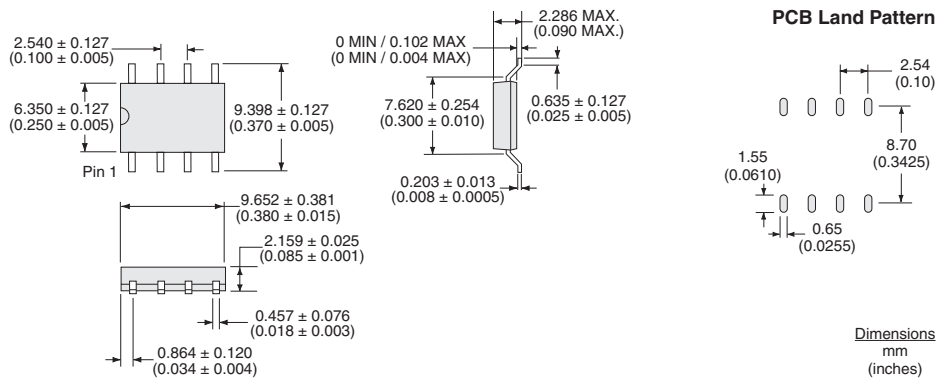 2.540 ± 0.127
(0.100 ± 0.005)
6.350 ± 0.127
(0.250 ± 0.005)
9.398 ± 0.127
(0.370 ± 0.005)
Pin 1
9.652 ± 0.381
(0.380 ± 0.015)
2.159 ± 0.025
(0.085 ± 0.001)
0.457 ± 0.076
(0.018 ± 0.003)
0.864 ± 0.120
(0.034 ± 0.004)
2.286 MAX.
(0.090 MAX.)
0 MIN / 0.102 MAX
(0 MIN / 0.004 MAX)
7.620 ± 0.254
(0.300 ± 0.010)
0.635 ± 0.127
(0.025 ± 0.005)
0.203 ± 0.013
(0.008 ± 0.0005)
PCB Land Pattern
2.54
(0.10)
8.70
(0.3425)
1.55
(0.0610)
0.65
(0.0255)
Dimensions
mm
(inches)